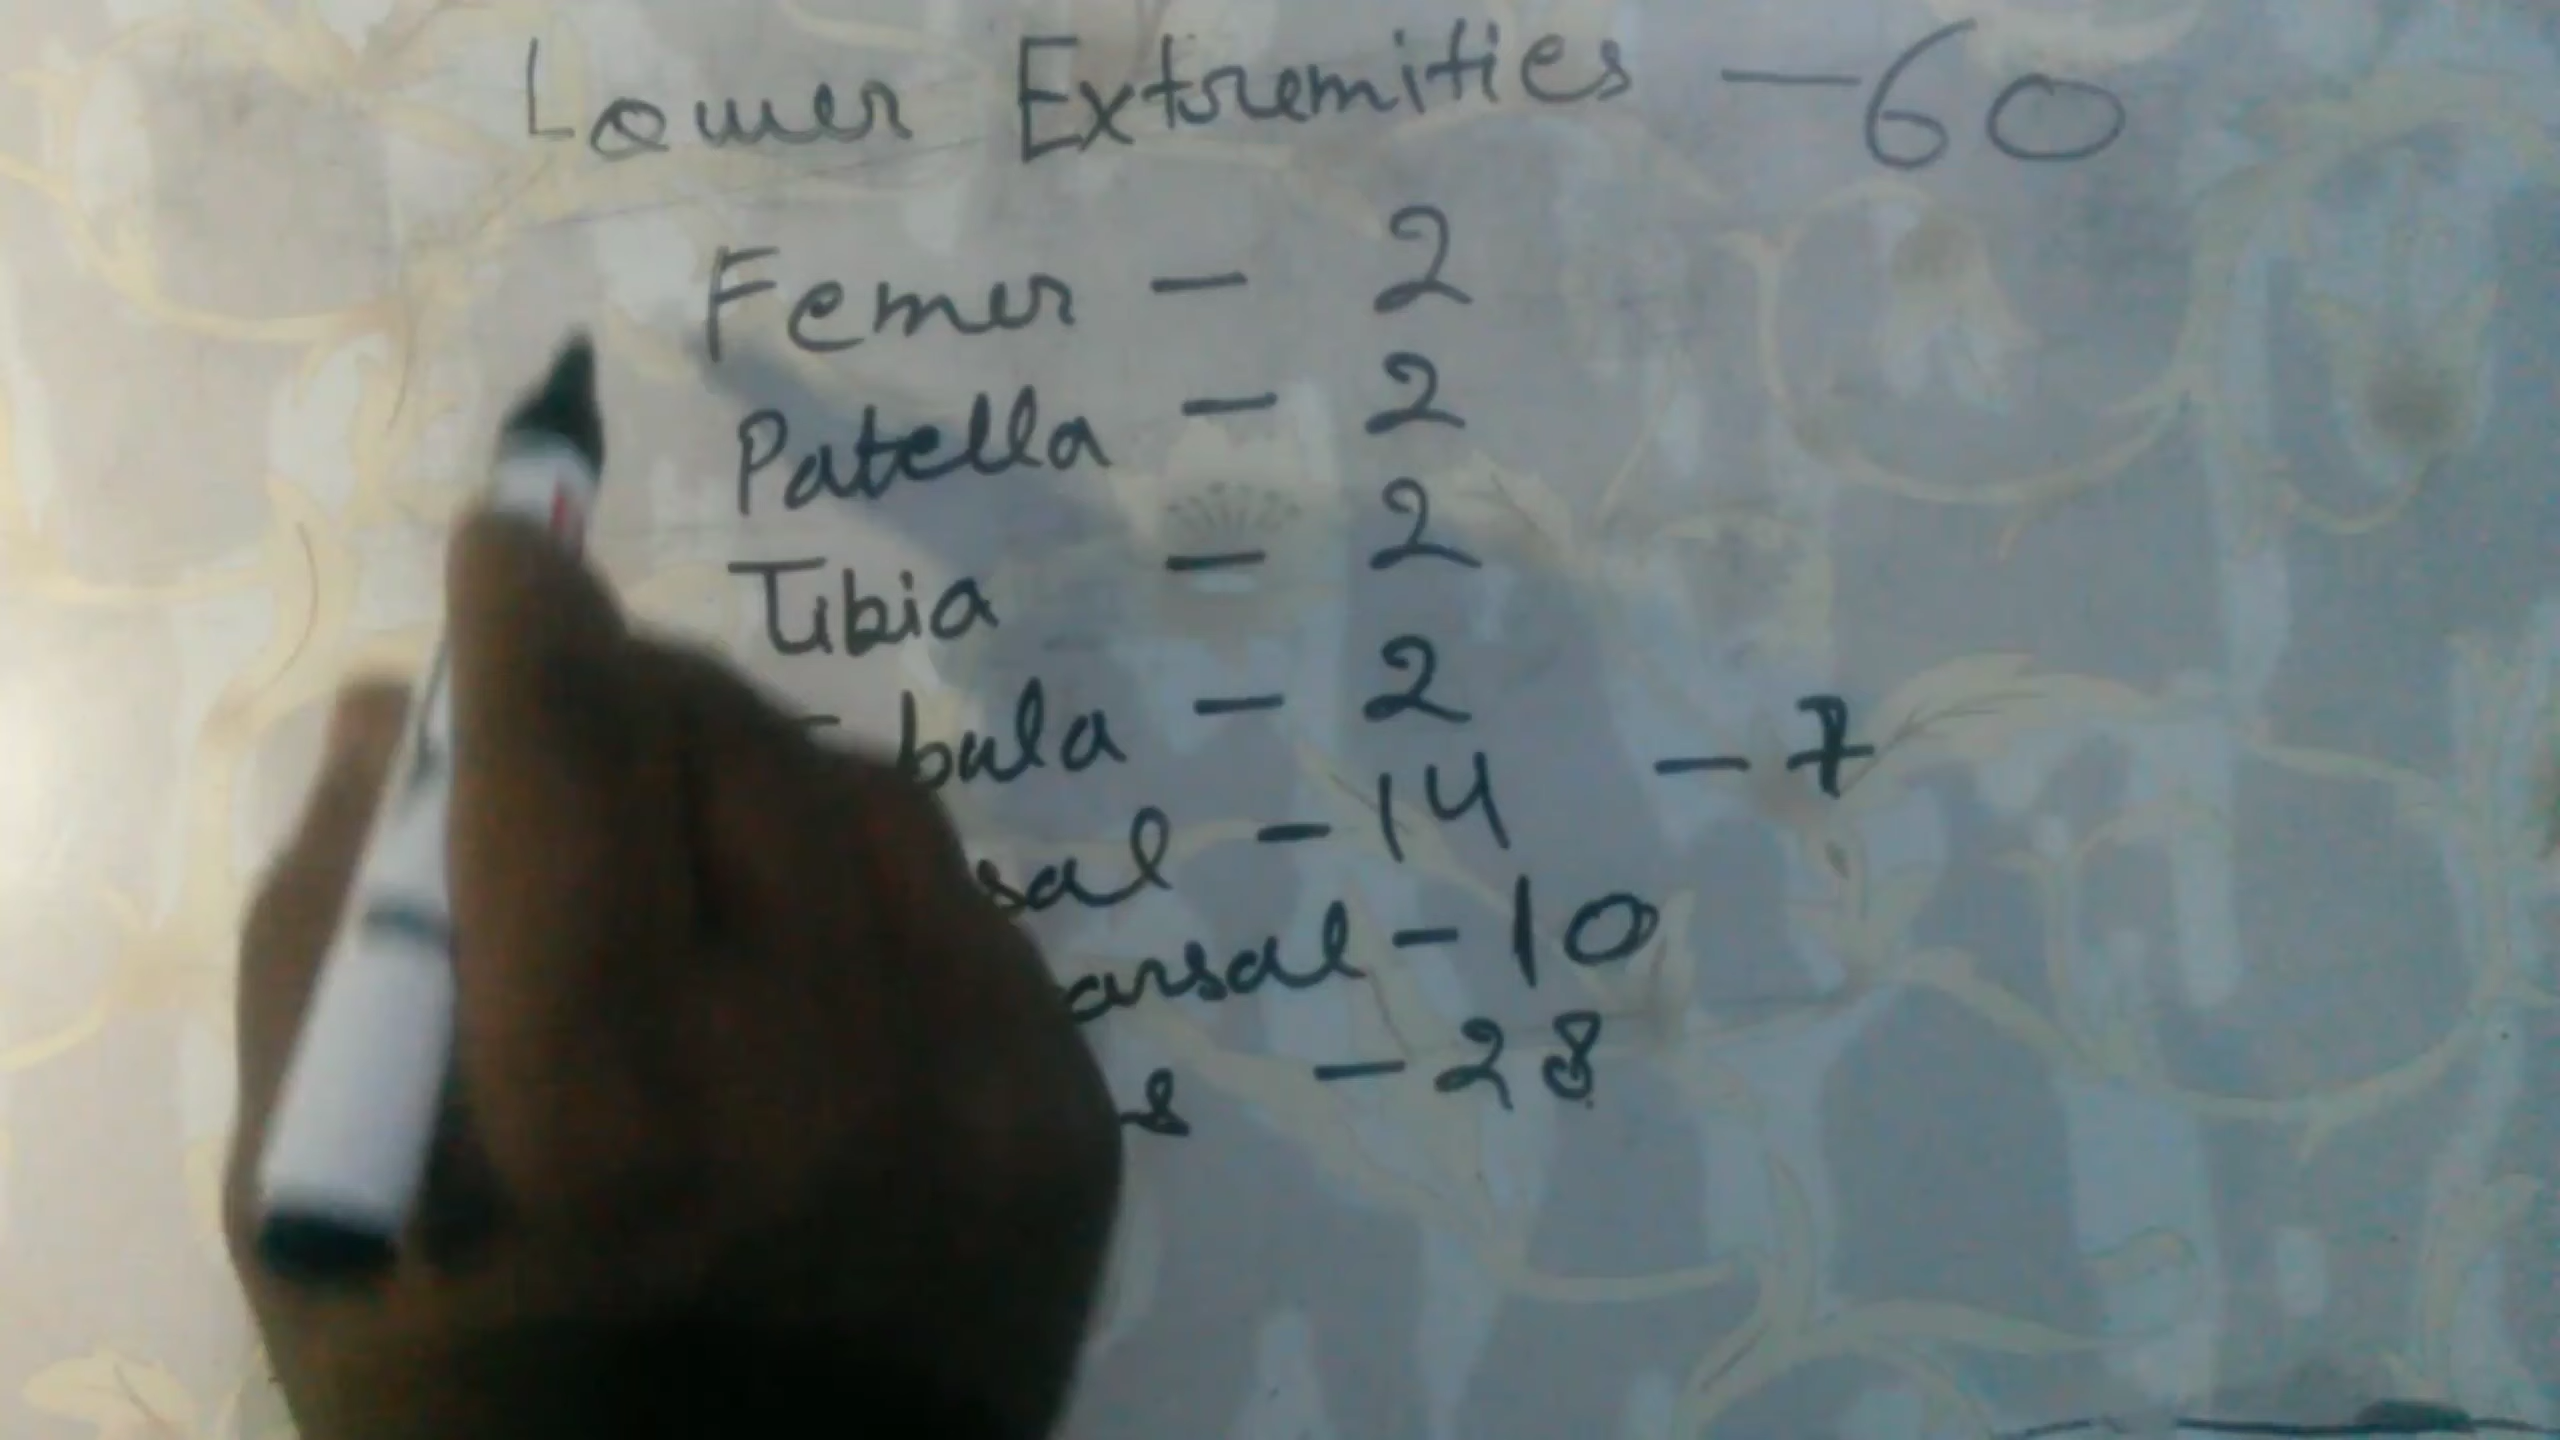 Lower Extremities - 60
Femur - 2
Patella - 2
Tibia - 2
bula - 2
sal - 14 - 7
arsal - 10
s - 28